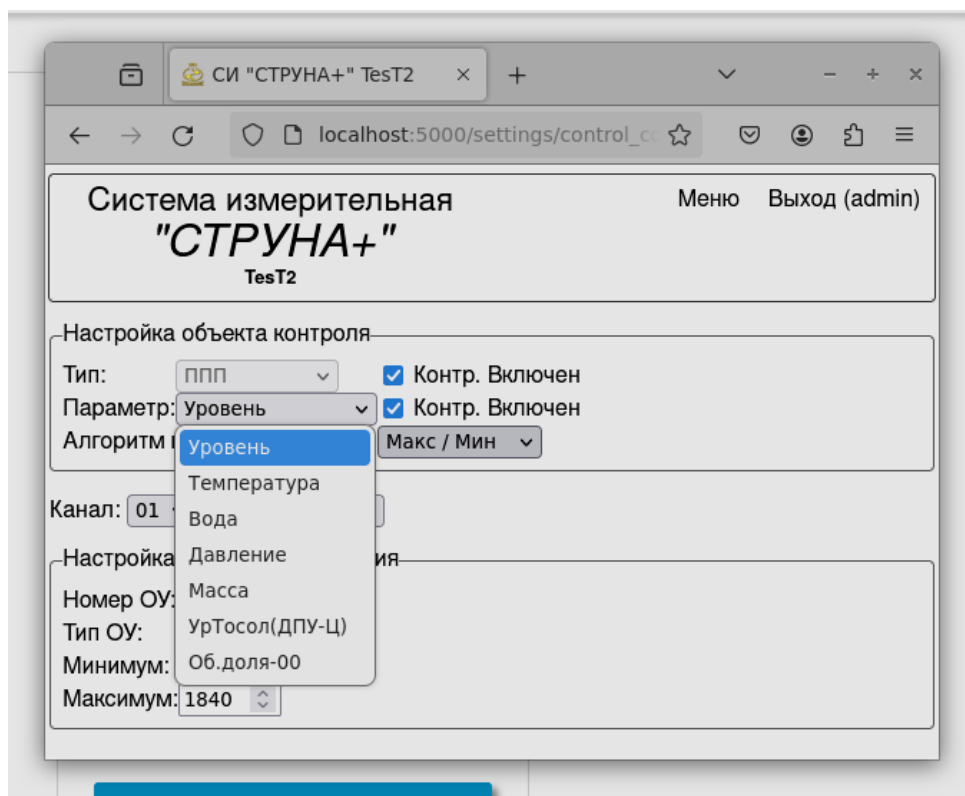 СИ "СТРУНА+" TesT2
localhost:5000/settings/control_c
Система измерительная
"СТРУНА+"
TesT2
Меню Выход (admin)
Настройка объекта контроля
Тип: ППП Контр. Включен
Параметр: Уровень Контр. Включен
Алгоритм Макс / Мин
Уровень
Температура
Вода
Давление
Масса
УрТосол(ДПУ-Ц)
Об.доля-00
Канал: 01
Настройка ия
Номер ОУ:
Тип ОУ:
Минимум:
Максимум: 1840